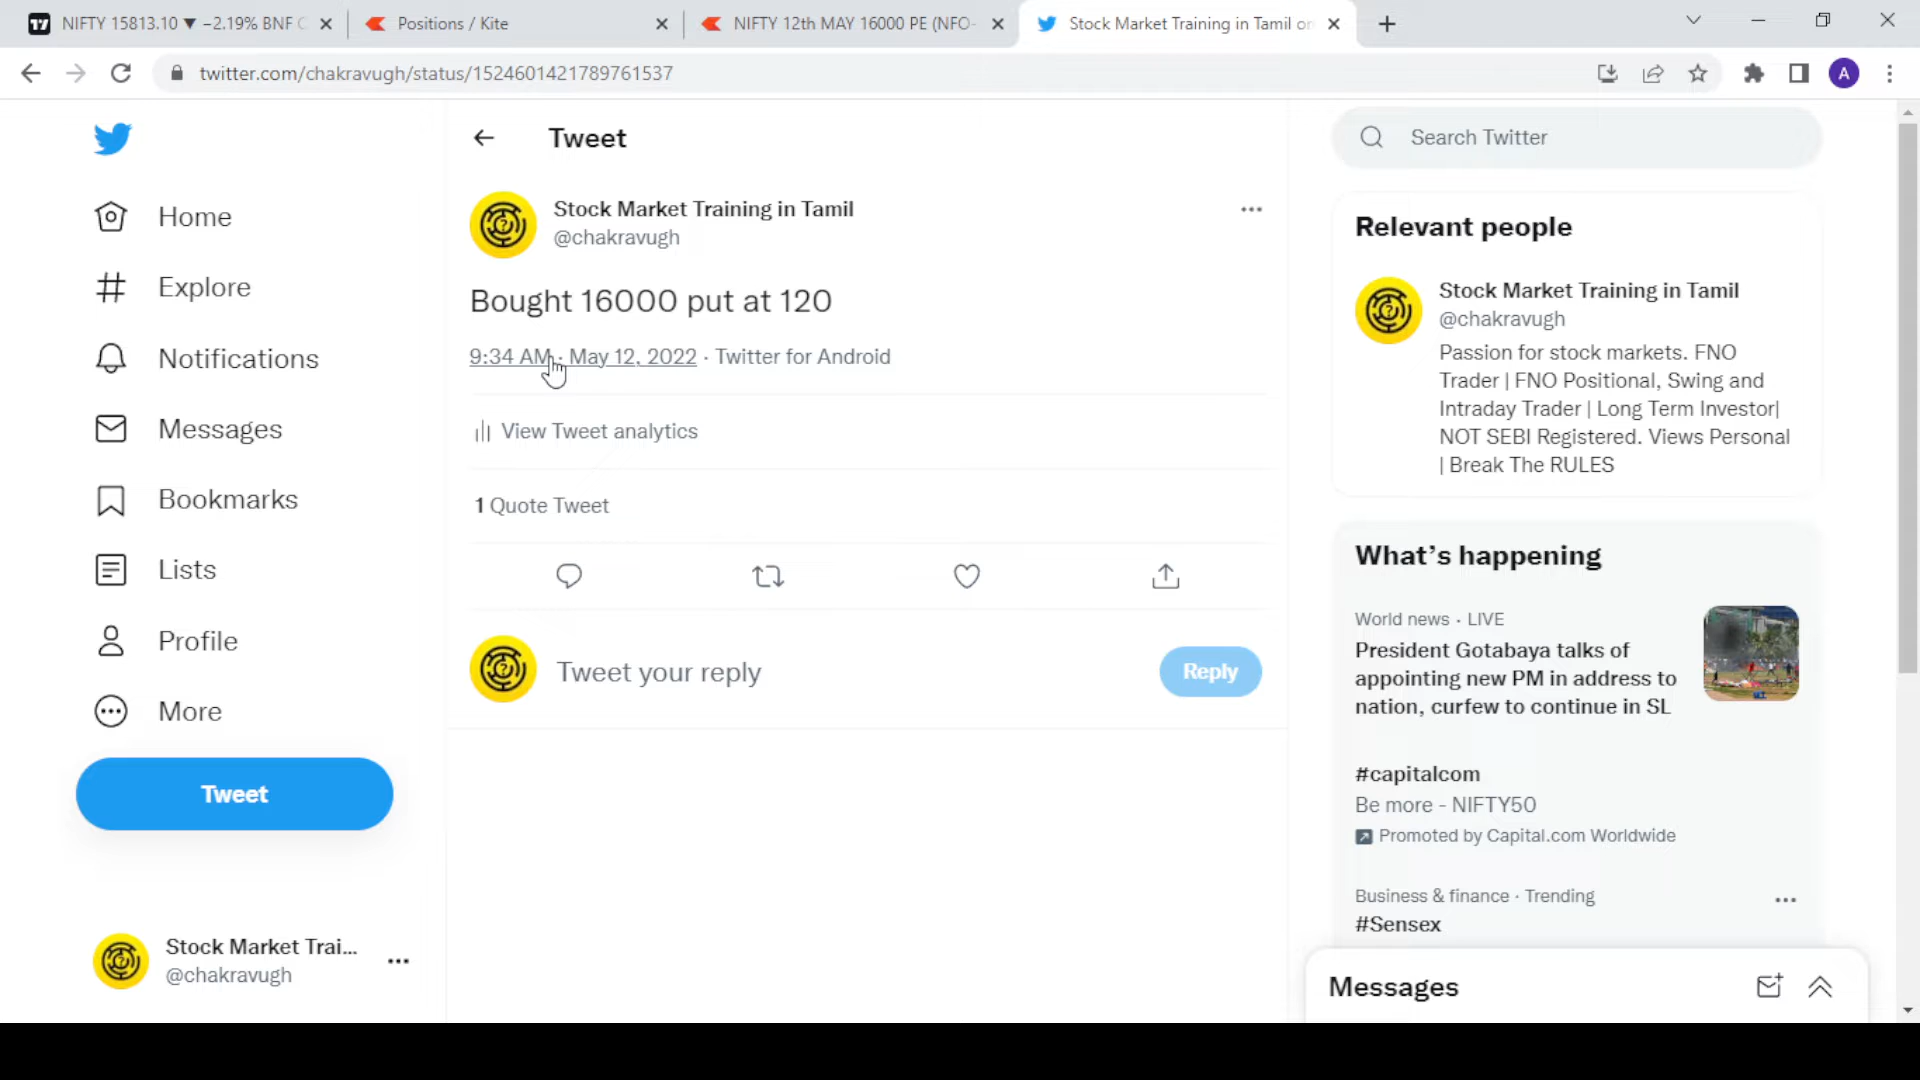 NIFTY 15813.10 ▼ −2.19% BNF
Positions / Kite
NIFTY 12th MAY 16000 PE (NFO-
Stock Market Training in Tamil on
twitter.com/chakravugh/status/1524601421789761537
A
Home
Explore
Notifications
Messages
Bookmarks
Lists
Profile
More
Tweet
Stock Market Trai...
@chakravugh
Tweet
Stock Market Training in Tamil
@chakravugh
Bought 16000 put at 120
9:34 AM · May 12, 2022 · Twitter for Android
View Tweet analytics
1 Quote Tweet
Tweet your reply
Reply
Search Twitter
Relevant people
Stock Market Training in Tamil
@chakravugh
Passion for stock markets. FNO
Trader | FNO Positional, Swing and
Intraday Trader | Long Term Investor|
NOT SEBI Registered. Views Personal
| Break The RULES
What's happening
World news · LIVE
President Gotabaya talks of
appointing new PM in address to
nation, curfew to continue in SL
#capitalcom
Be more - NIFTY50
Promoted by Capital.com Worldwide
Business & finance · Trending
#Sensex
Messages